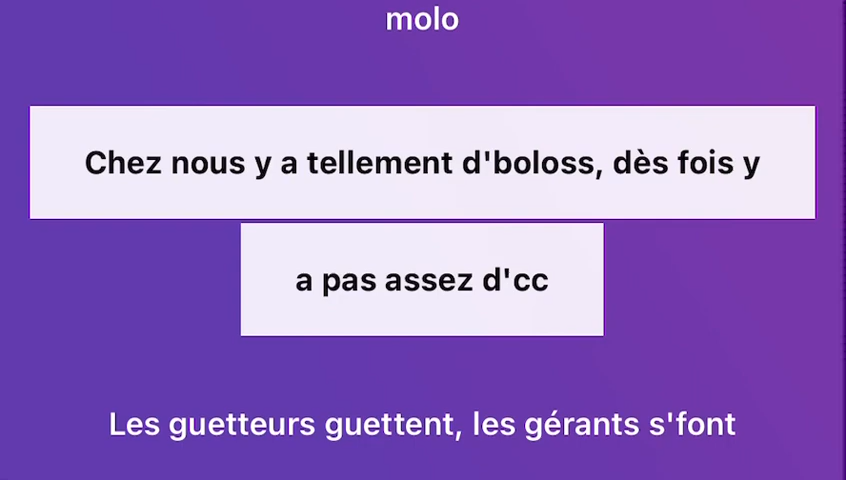 molo
Chez nous y a tellement d'boloss, dès fois y
a pas assez d'cc
Les guetteurs guettent, les gérants s'font